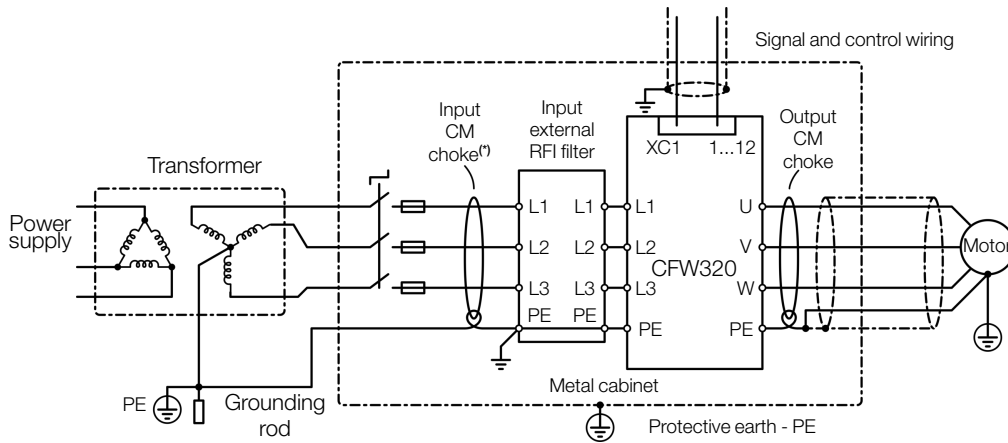 Signal and control wiring
Input
CM
choke(*)
Input
external
RFI filter
Output
CM
choke
XC1 1...12
Transformer
Power
supply
L1 L1 L1 U
L2 L2 L2 V
CFW320
Motor
L3 L3 L3 W
PE PE PE PE
Metal cabinet
PE
Grounding
rod
Protective earth - PE